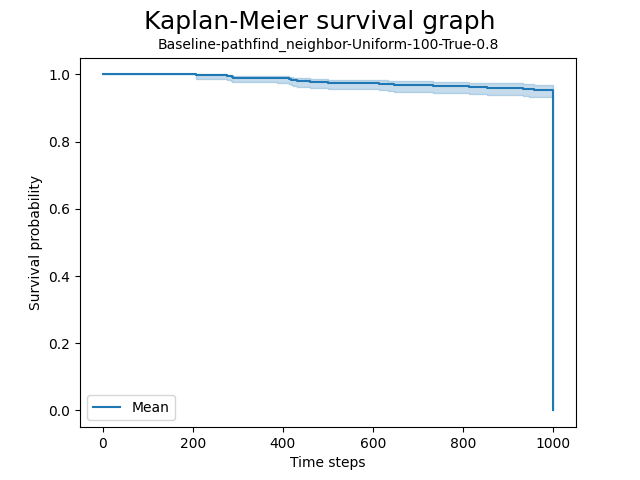 Kaplan-Meier survival graph
Baseline-pathfind_neighbor-Uniform-100-True-0.8
1.0
0.8
0.6
0.4
0.2
0.0
Survival probability
Mean
0 200 400 600 800 1000
Time steps